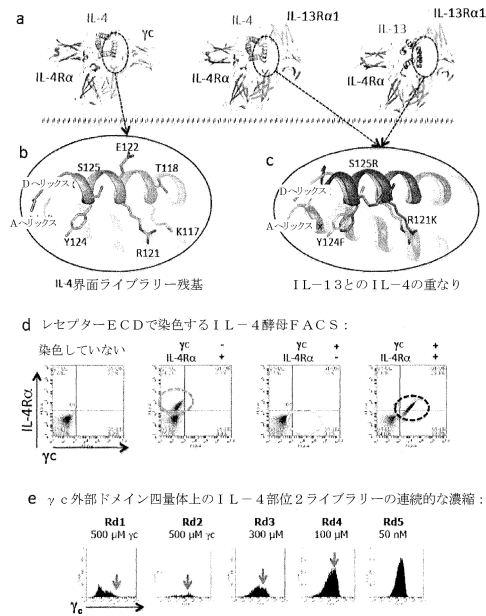 a
IL-4
γc
IL-4Rα
IL-4
IL-13Rα1
IL-4Rα
IL-13
IL-13Rα1
IL-4Rα
b
E122
S125
T118
Dヘリックス
Aヘリックス
Y124
K117
R121
IL-4界面ライブラリー残基
c
S125R
Dヘリックス
Aヘリックス
R121K
Y124F
IL-13とのIL-4の重なり
d レセプターECDで染色するIL-4酵母FACS:
染色していない
γc - IL-4Rα +
γc + IL-4Rα -
γc + IL-4Rα +
IL-4Rα
γc
e γc外部ドメイン四量体上のIL-4部位2ライブラリーの連続的な濃縮:
Rd1 Rd2 Rd3 Rd4 Rd5
500 μM γc 500 μM γc 300 μM 100 μM 50 nM
γc